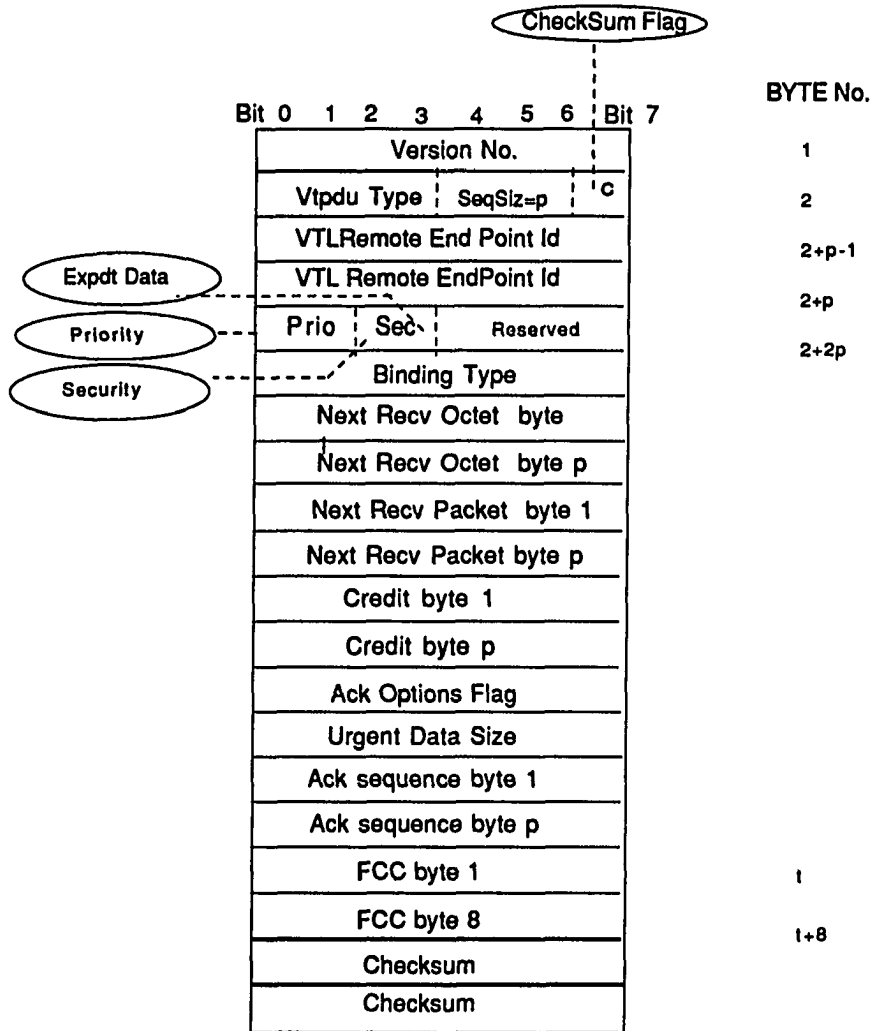 CheckSum Flag
BYTE No.
Bit 0 1 2 3 4 5 6 Bit 7
Version No. 1
Vtpdu Type SeqSiz=p C 2
VTLRemote End Point Id 2+p-1
VTL Remote EndPoint Id 2+p
Expdt Data
Prio Sec Reserved 2+2p
Priority
Binding Type
Security
Next Recv Octet byte
Next Recv Octet byte p
Next Recv Packet byte 1
Next Recv Packet byte p
Credit byte 1
Credit byte p
Ack Options Flag
Urgent Data Size
Ack sequence byte 1
Ack sequence byte p
FCC byte 1 t
FCC byte 8 t+8
Checksum
Checksum